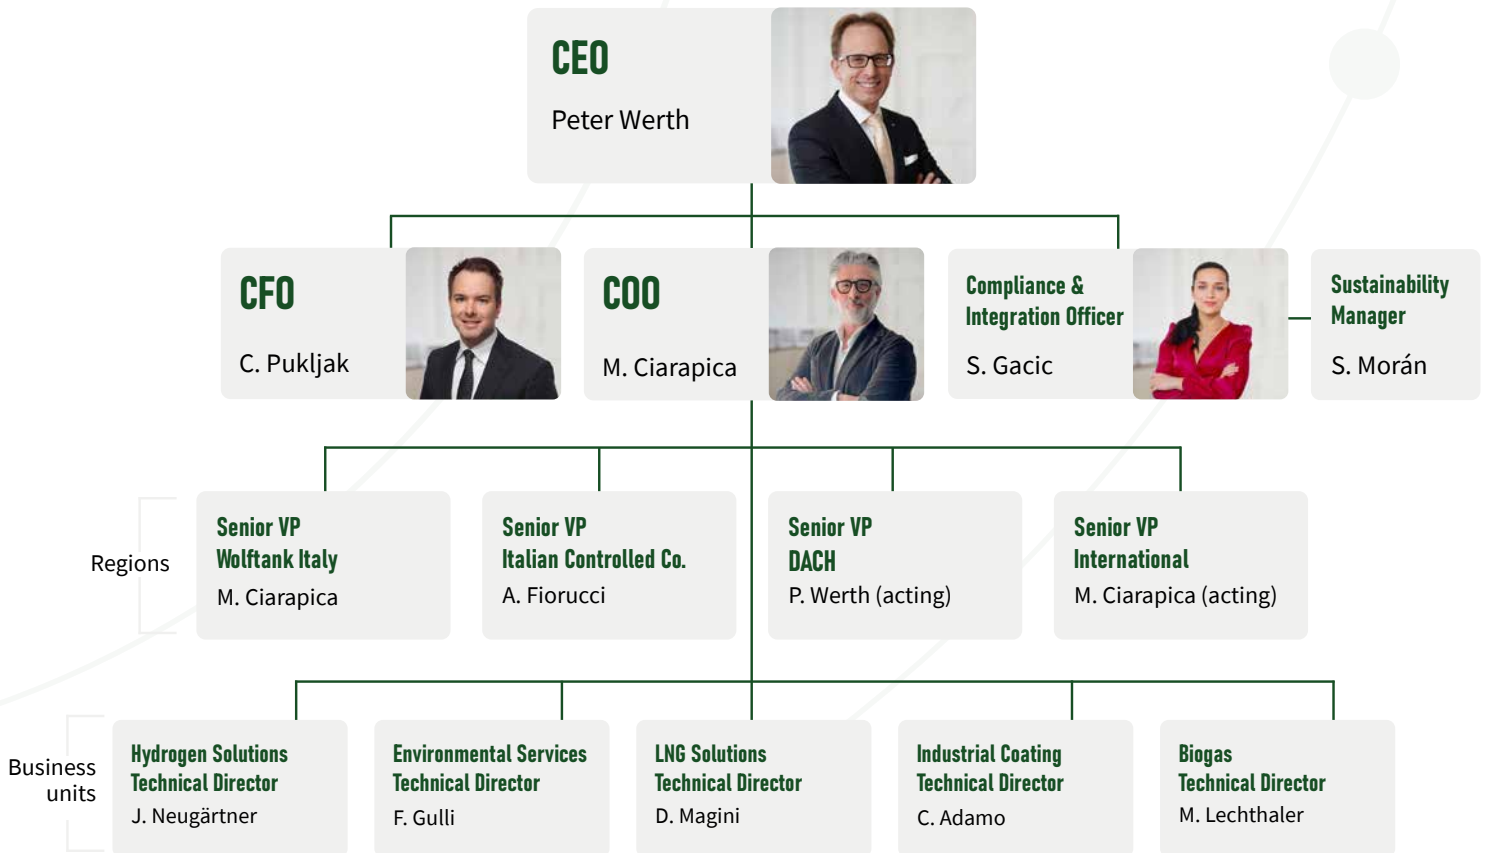 CEO
Peter Werth
CFO
C. Pukljak
COO
M. Ciarapica
Compliance &
Integration Officer
S. Gacic
Sustainability
Manager
S. Morán
Regions
Senior VP
Wolftank Italy
M. Ciarapica
Senior VP
Italian Controlled Co.
A. Fiorucci
Senior VP
DACH
P. Werth (acting)
Senior VP
International
M. Ciarapica (acting)
Business
units
Hydrogen Solutions
Technical Director
J. Neugärtner
Environmental Services
Technical Director
F. Gulli
LNG Solutions
Technical Director
D. Magini
Industrial Coating
Technical Director
C. Adamo
Biogas
Technical Director
M. Lechthaler